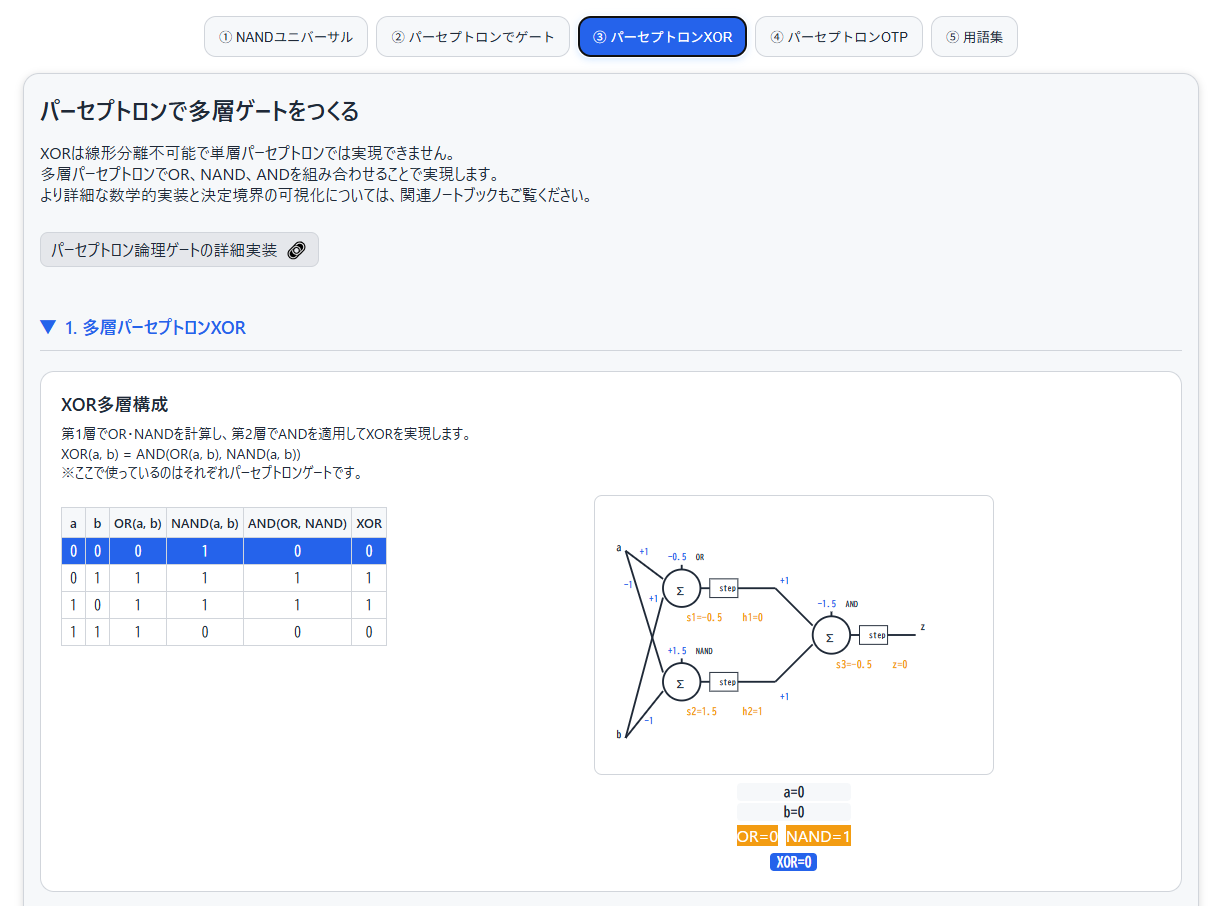 ① NANDユニバーサル
② パーセプトロンでゲート
③ パーセプトロンXOR
④ パーセプトロンOTP
⑤ 用語集
パーセプトロンで多層ゲートをつくる
XORは線形分離不可能で単層パーセプトロンでは実現できません。
多層パーセプトロンでOR、NAND、ANDを組み合わせることで実現します。
より詳細な数学的実装と決定境界の可視化については、関連ノートブックもご覧ください。
パーセプトロン論理ゲートの詳細実装
▼ 1. 多層パーセプトロンXOR
XOR多層構成
第1層でOR・NANDを計算し、第2層でANDを適用してXORを実現します。
XOR(a, b) = AND(OR(a, b), NAND(a, b))
※ここで使っているのはそれぞれパーセプトロンゲートです。
a b OR(a, b) NAND(a, b) AND(OR, NAND) XOR
0 0 0 1 0 0
0 1 1 1 1 1
1 0 1 1 1 1
1 1 1 0 0 0
a +1 -0.5 OR
-1 +1 Σ step +1
s1=-0.5 h1=0
-1.5 AND
Σ step z
s3=-0.5 z=0
+1.5 NAND
Σ step +1
s2=1.5 h2=1
b -1
a=0
b=0
OR=0 NAND=1
XOR=0